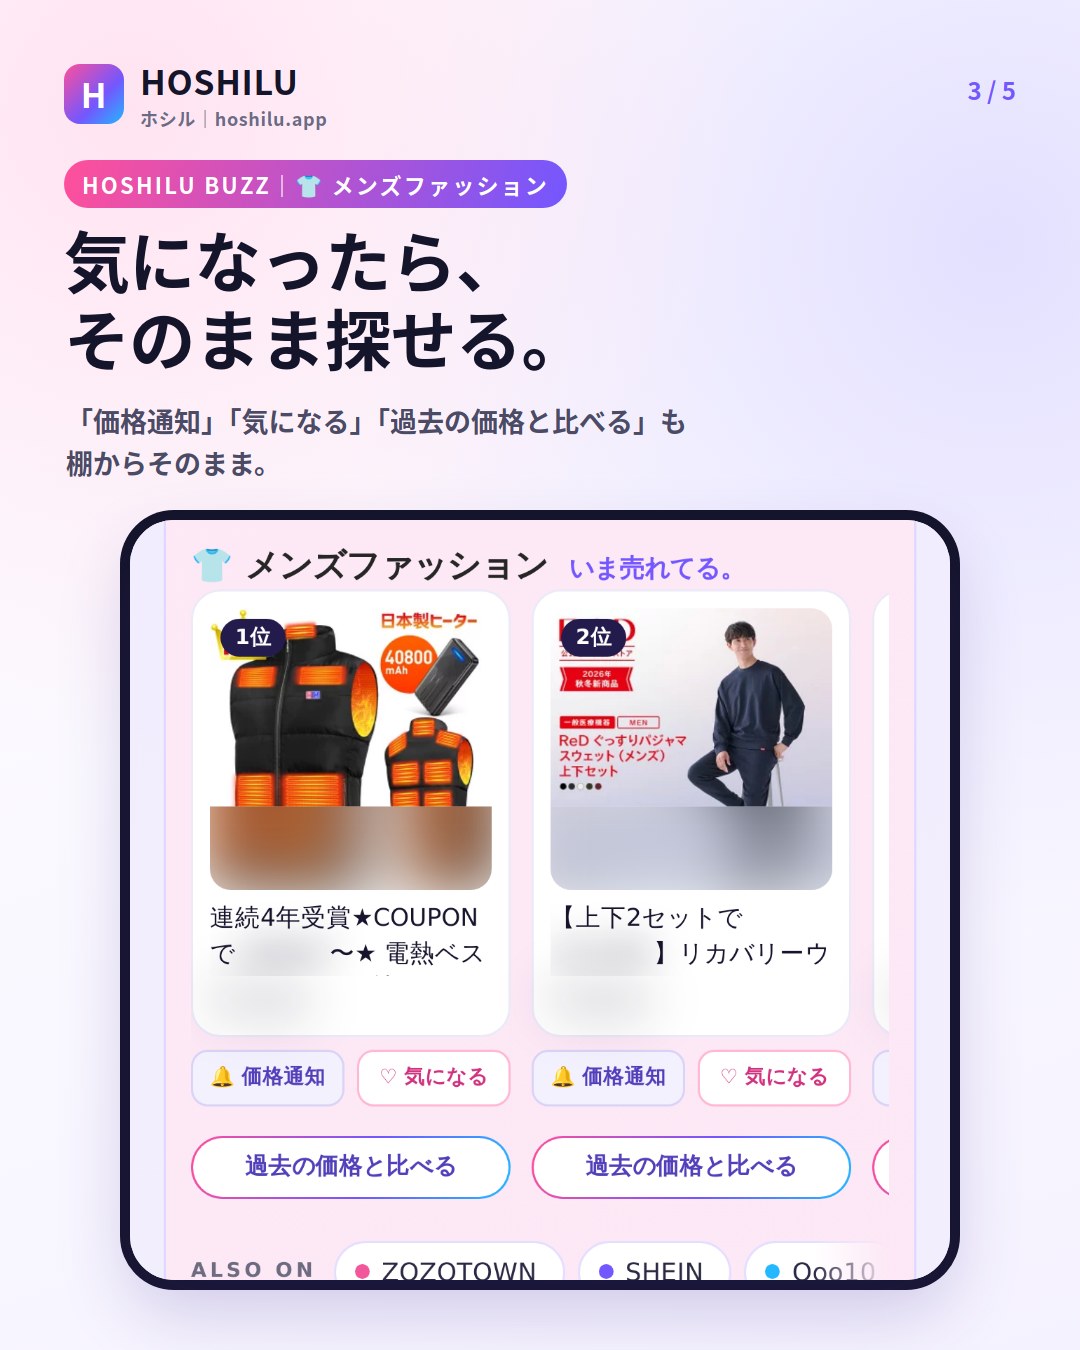 H
HOSHILU
ホシル｜hoshilu.app
3 / 5
HOSHILU BUZZ｜👕 メンズファッション
気になったら、
そのまま探せる。
「価格通知」「気になる」「過去の価格と比べる」も
棚からそのまま。
👕 メンズファッション いま売れてる。
1位
日本製ヒーター
40800
mAh
連続4年受賞★COUPON
で
〜★ 電熱ベス
🔔 価格通知
♡ 気になる
過去の価格と比べる
2位
2026年
秋冬新商品
一般医療機器
MEN
ReD ぐっすりパジャマ
スウェット（メンズ）
上下セット
【上下2セットで
】リカバリーウ
🔔 価格通知
♡ 気になる
過去の価格と比べる
ALSO ON
ZOZOTOWN
SHEIN
Qoo10